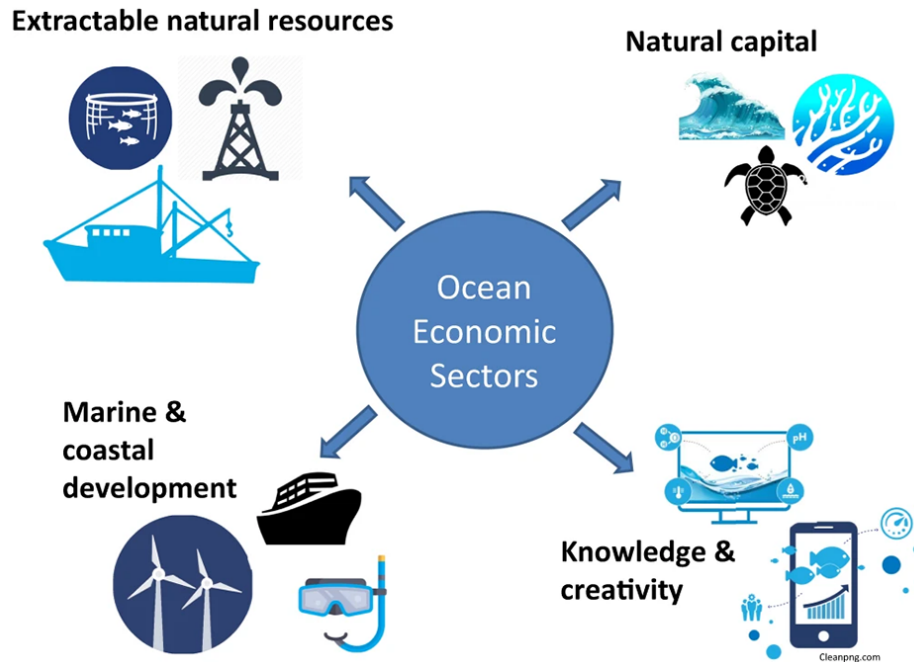 Extractable natural resources
Natural capital
Ocean
Economic
Sectors
Marine &
coastal
development
pH
Knowledge &
creativity
Cleanpng.com